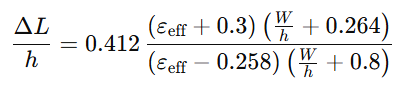 ΔL/h = 0.412 (ε_eff + 0.3) (W/h + 0.264) / (ε_eff − 0.258) (W/h + 0.8)